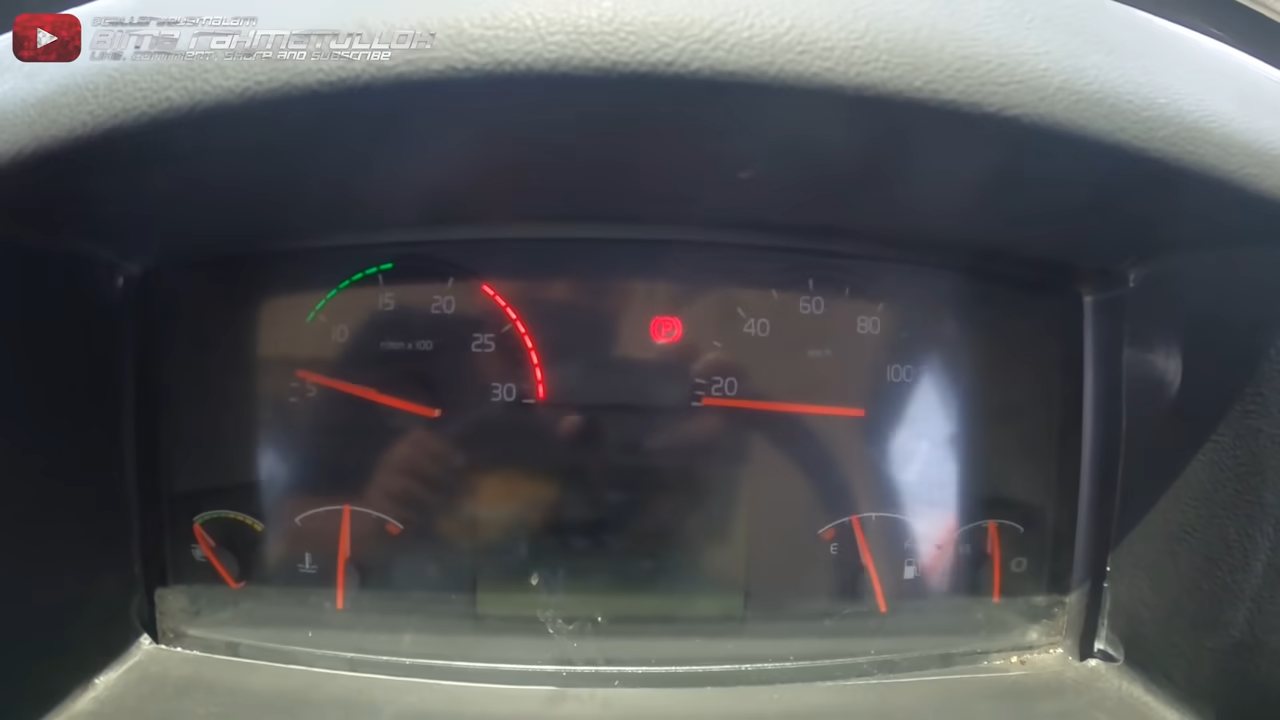 BIMA RAHMATULLOH
LIKE, COMMENT, SHARE AND SUBSCRIBE
15
20
10
25
30
5
r/min x 100
P
60
40
80
km/h
20
100
E